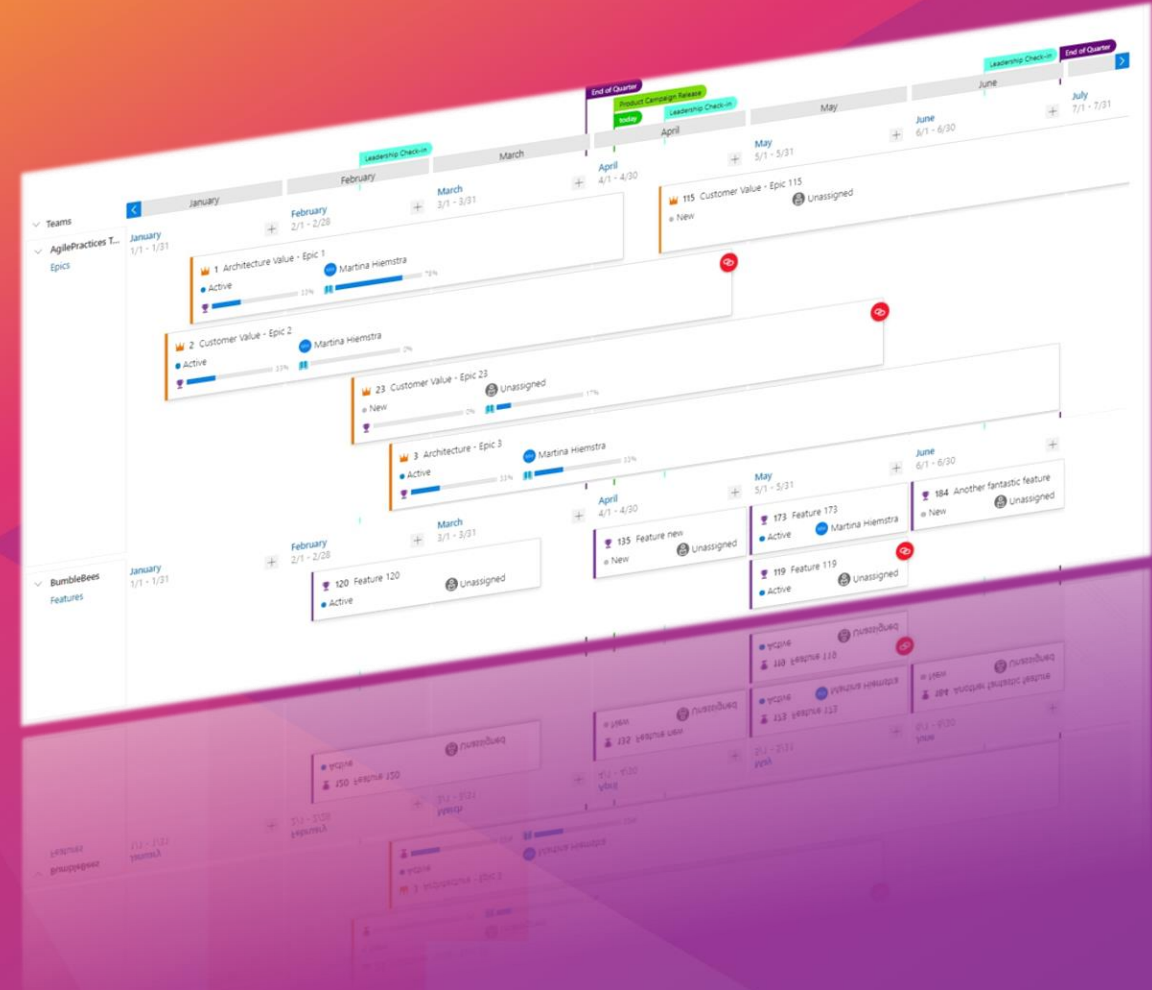 End of Quarter
Product Campaign Release
today
Leadership Check-in
Leadership Check-in
Leadership Check-in
End of Quarter
January
February
March
April
May
June
Teams
AgilePractices T...
Epics
January
1/1 - 1/31
February
2/1 - 2/28
March
3/1 - 3/31
April
4/1 - 4/30
May
5/1 - 5/31
June
6/1 - 6/30
July
7/1 - 7/31
1 Architecture Value - Epic 1
Active
Martina Hiemstra
33%
115 Customer Value - Epic 115
New
Unassigned
2 Customer Value - Epic 2
Active
Martina Hiemstra
33%
0%
23 Customer Value - Epic 23
New
Unassigned
0%
17%
3 Architecture - Epic 3
Active
Martina Hiemstra
33%
33%
BumbleBees
Features
January
1/1 - 1/31
February
2/1 - 2/28
March
3/1 - 3/31
April
4/1 - 4/30
May
5/1 - 5/31
June
6/1 - 6/30
120 Feature 120
Active
Unassigned
135 Feature new
New
Unassigned
173 Feature 173
Active
Martina Hiemstra
184 Another fantastic feature
New
Unassigned
119 Feature 119
Active
Unassigned